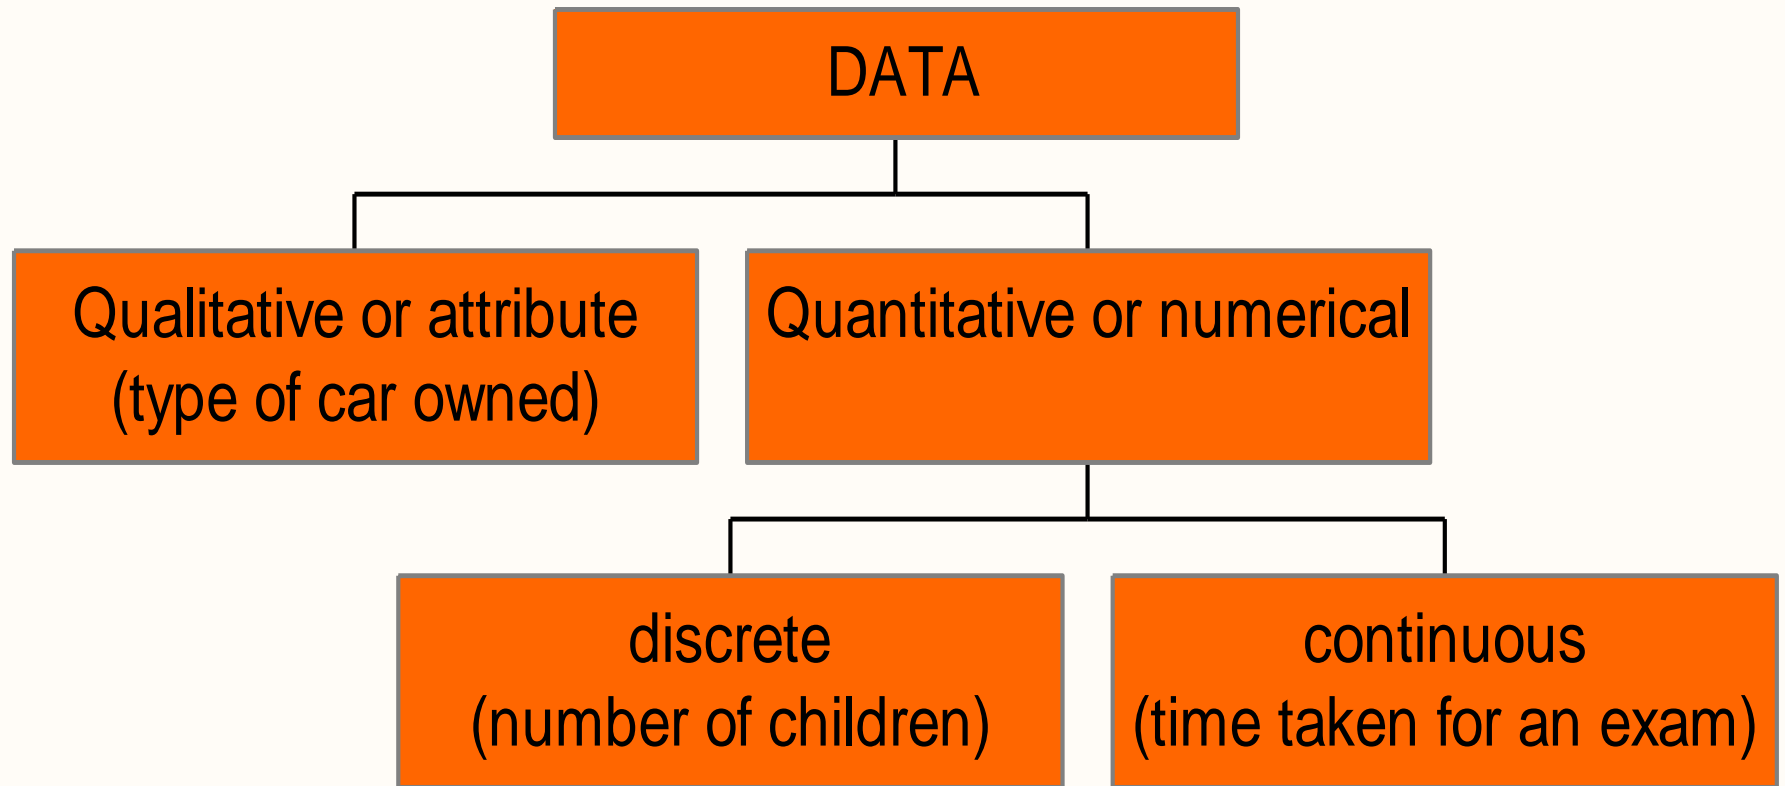 DATA
Qualitative or attribute
(type of car owned)
Quantitative or numerical
discrete
(number of children)
continuous
(time taken for an exam)